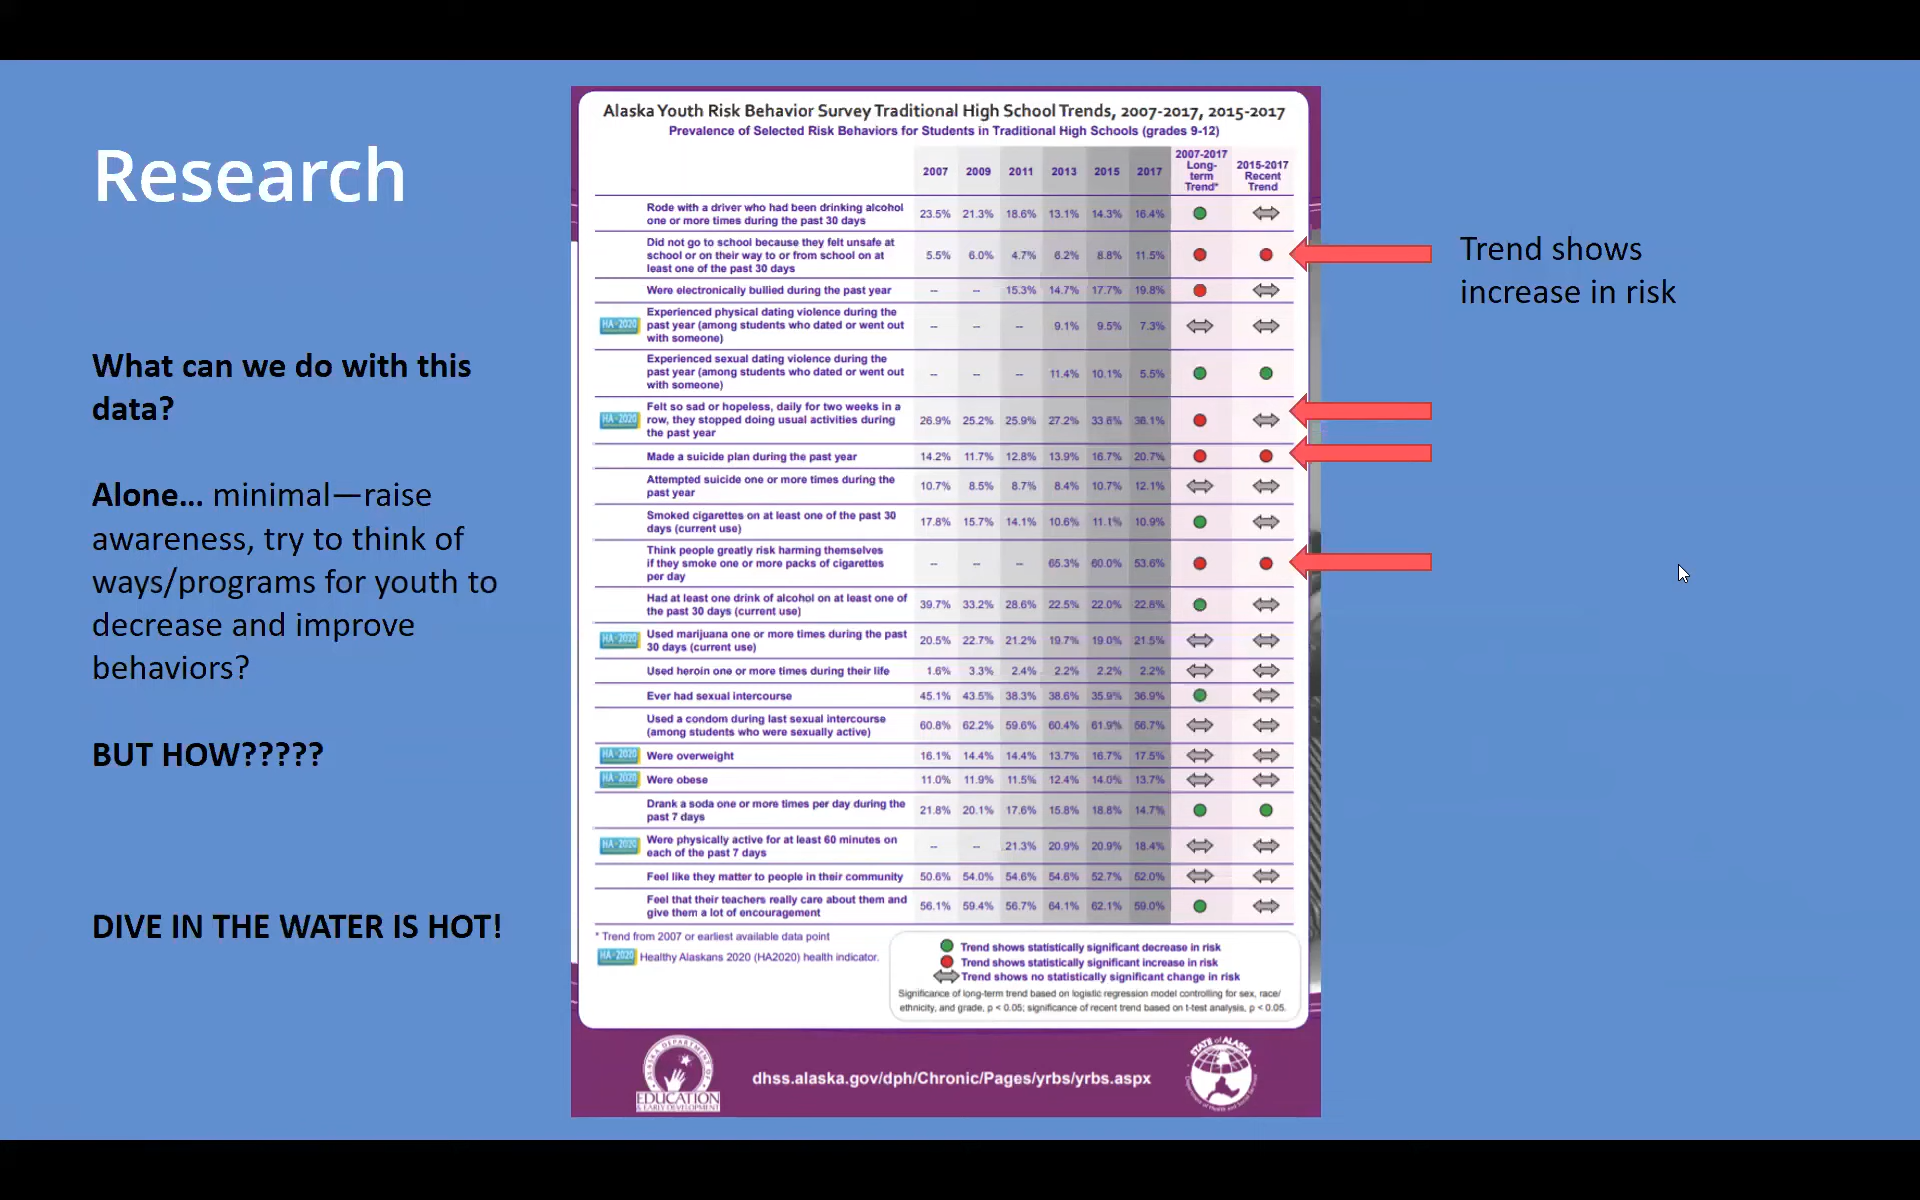 Research
What can we do with this
data?
Alone... minimal—raise
awareness, try to think of
ways/programs for youth to
decrease and improve
behaviors?
BUT HOW?????
DIVE IN THE WATER IS HOT!
Alaska Youth Risk Behavior Survey Traditional High School Trends, 2007-2017, 2015-2017
Prevalence of Selected Risk Behaviors for Students in Traditional High Schools (grades 9-12)
2007 2009 2011 2013 2015 2017 2007-2017 Long-term Trend* 2015-2017 Recent Trend
Rode with a driver who had been drinking alcohol
one or more times during the past 30 days
23.5% 21.3% 18.6% 13.1% 14.3% 16.4%
Did not go to school because they felt unsafe at
school or on their way to or from school on at
least one of the past 30 days
5.5% 6.0% 4.7% 6.2% 8.8% 11.5%
Were electronically bullied during the past year -- -- 15.3% 14.7% 17.7% 19.8%
HA-2020
Experienced physical dating violence during the
past year (among students who dated or went out
with someone)
-- -- -- 9.1% 9.5% 7.3%
Experienced sexual dating violence during the
past year (among students who dated or went out
with someone)
-- -- -- 11.4% 10.1% 5.5%
HA-2020
Felt so sad or hopeless, daily for two weeks in a
row, they stopped doing usual activities during
the past year
26.9% 25.2% 25.9% 27.2% 33.6% 36.1%
Made a suicide plan during the past year 14.2% 11.7% 12.8% 13.9% 16.7% 20.7%
Attempted suicide one or more times during the
past year
10.7% 8.5% 8.7% 8.4% 10.7% 12.1%
Smoked cigarettes on at least one of the past 30
days (current use)
17.8% 15.7% 14.1% 10.6% 11.1% 10.9%
Think people greatly risk harming themselves
if they smoke one or more packs of cigarettes
per day
-- -- -- 65.3% 60.0% 53.6%
Had at least one drink of alcohol on at least one of
the past 30 days (current use)
39.7% 33.2% 28.6% 22.5% 22.0% 22.8%
HA-2020
Used marijuana one or more times during the past
30 days (current use)
20.5% 22.7% 21.2% 19.7% 19.0% 21.5%
Used heroin one or more times during their life 1.6% 3.3% 2.4% 2.2% 2.2% 2.2%
Ever had sexual intercourse 45.1% 43.5% 38.3% 38.6% 35.9% 36.9%
Used a condom during last sexual intercourse
(among students who were sexually active)
60.8% 62.2% 59.6% 60.4% 61.9% 56.7%
HA-2020 Were overweight 16.1% 14.4% 14.4% 13.7% 16.7% 17.5%
HA-2020 Were obese 11.0% 11.9% 11.5% 12.4% 14.0% 13.7%
Drank a soda one or more times per day during the
past 7 days
21.8% 20.1% 17.6% 15.8% 18.8% 14.7%
HA-2020
Were physically active for at least 60 minutes on
each of the past 7 days
-- -- 21.3% 20.9% 20.9% 18.4%
Feel like they matter to people in their community 50.6% 54.0% 54.6% 54.6% 52.7% 52.0%
Feel that their teachers really care about them and
give them a lot of encouragement
56.1% 59.4% 56.7% 64.1% 62.1% 59.0%
* Trend from 2007 or earliest available data point
HA-2020 Healthy Alaskans 2020 (HA2020) health indicator.
Trend shows statistically significant decrease in risk
Trend shows statistically significant increase in risk
Trend shows no statistically significant change in risk
Significance of long-term trend based on logistic regression model controlling for sex, race/
ethnicity, and grade, p < 0.05; significance of recent trend based on t-test analysis, p < 0.05.
ALASKA DEPARTMENT OF
EDUCATION
& EARLY DEVELOPMENT
dhss.alaska.gov/dph/Chronic/Pages/yrbs/yrbs.aspx
STATE of ALASKA
Trend shows
increase in risk